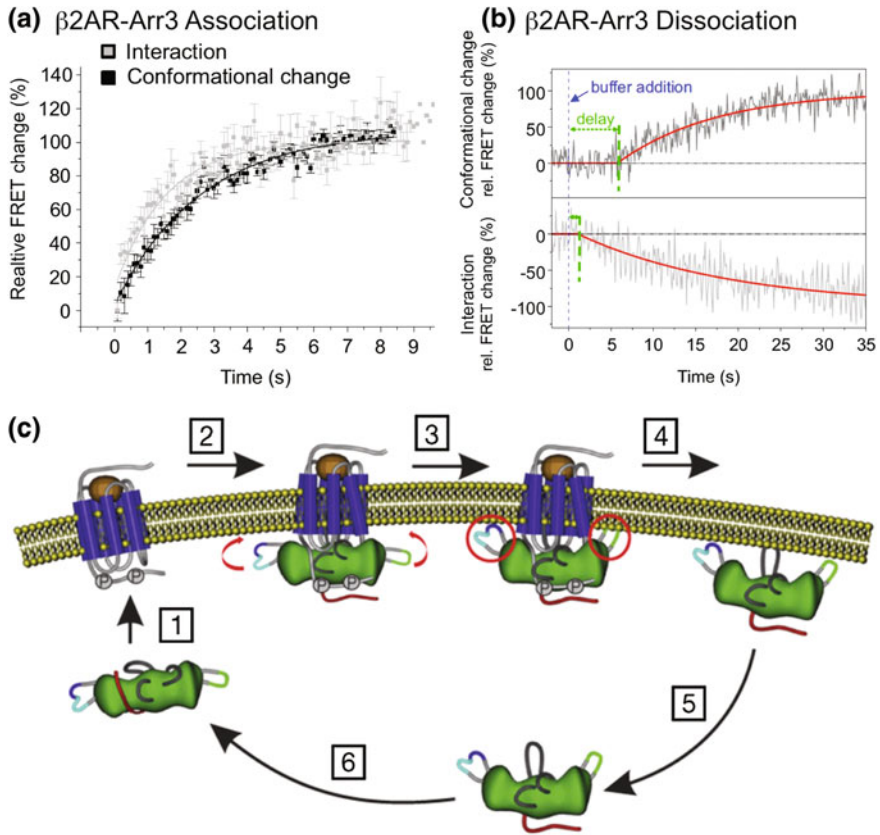 (a) β2AR-Arr3 Association
Interaction
Conformational change
Realtive FRET change (%)
140
120
100
80
60
40
20
0
0 1 2 3 4 5 6 7 8 9
Time (s)
(b) β2AR-Arr3 Dissociation
Conformational change
rel. FRET change (%)
100
50
0
buffer addition
delay
Interaction
rel. FRET change (%)
0
-50
-100
0 5 10 15 20 25 30 35
Time (s)
(c)
2
3
4
P P
P P
P P
1
5
6